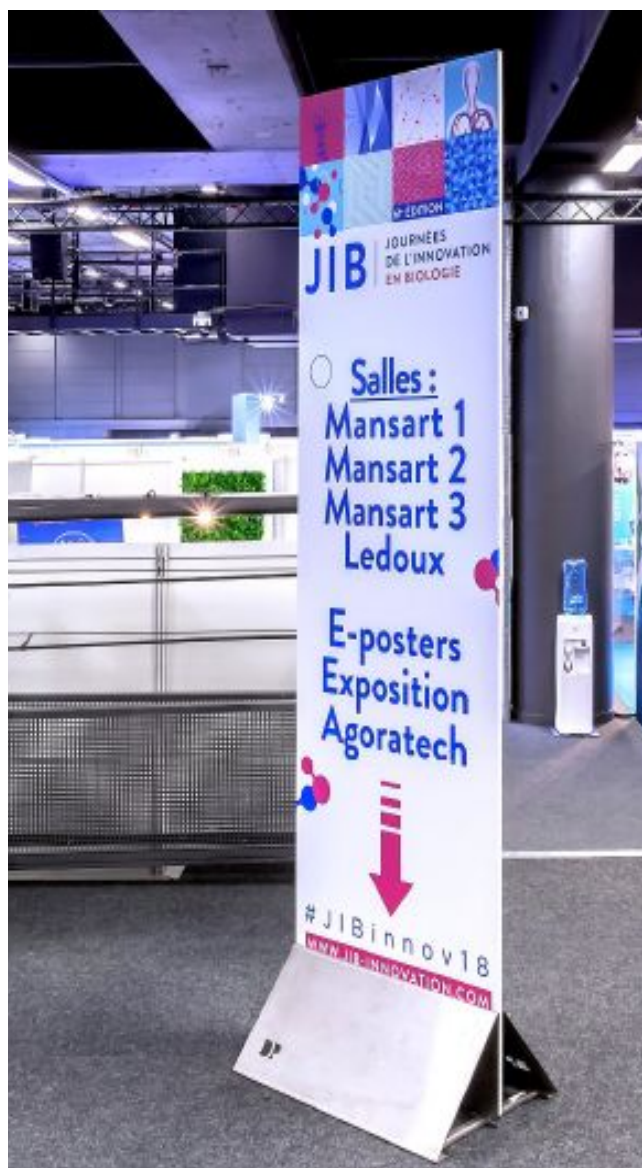 ÉDITION
JIB
JOURNÉES
DE L'INNOVATION
EN BIOLOGIE
Salles :
Mansart 1
Mansart 2
Mansart 3
Ledoux
E-posters
Exposition
Agoratech
#JIBinnov18
WWW.JIB-INNOVATION.COM